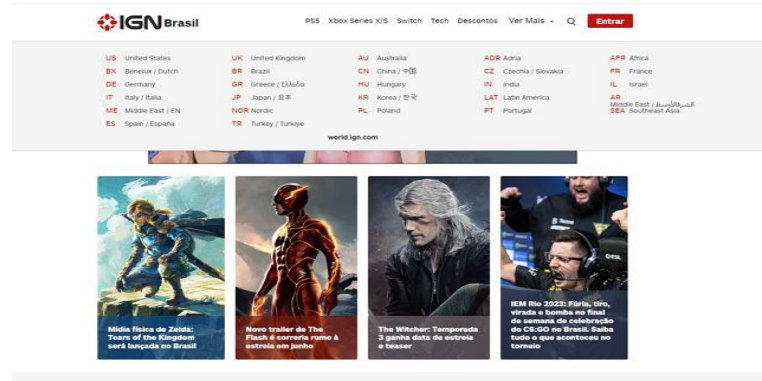 IGN Brasil
PS5 Xbox Series X/S Switch Tech Descontos Ver Mais Entrar
US United States UK United Kingdom AU Australia ADR Adria AFR Africa
BX Benelux / Dutch BR Brazil CN China / 中国 CZ Czechia / Slovakia FR France
DE Germany GR Greece / Ελλάδα HU Hungary IN India IL Israel
IT Italy / Italia JP Japan / 日本 KR Korea / 한국 LAT Latin America AR Middle East / الشرق الأوسط
ME Middle East / EN NOR Nordic PL Poland PT Portugal SEA Southeast Asia
ES Spain / España TR Turkey / Türkiye
world.ign.com
Mídia física de Zelda:
Tears of the Kingdom
será lançada no Brasil
Novo trailer de The
Flash é correria rumo à
estreia em junho
The Witcher: Temporada
3 ganha data de estreia
e teaser
IEM Rio 2023: Fúria, tiro,
virada e bomba no final
de semana de celebração
de CS:GO no Brasil. Saiba
tudo o que aconteceu no
torneio